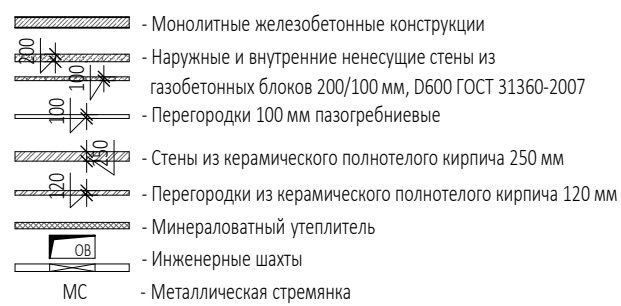 - Монолитные железобетонные конструкции
200 - Наружные и внутренние ненесущие стены из
100 газобетонных блоков 200/100 мм, D600 ГОСТ 31360-2007
100 - Перегородки 100 мм пазогребниевые
250 - Стены из керамического полнотелого кирпича 250 мм
120 - Перегородки из керамического полнотелого кирпича 120 мм
- Минераловатный утеплитель
ОВ
- Инженерные шахты
МС - Металлическая стремянка